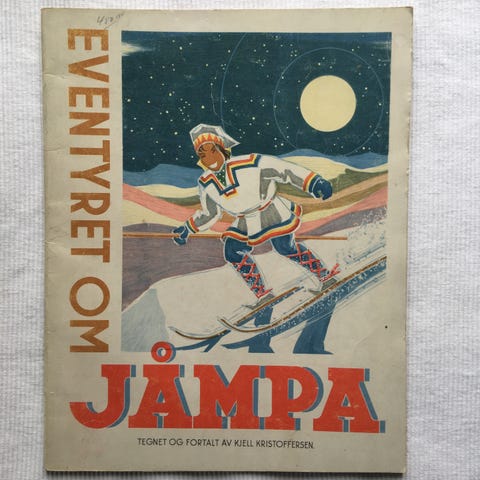 EVENTYRET OM
JÅMPA
TEGNET OG FORTALT AV KJELL KRISTOFFERSEN.